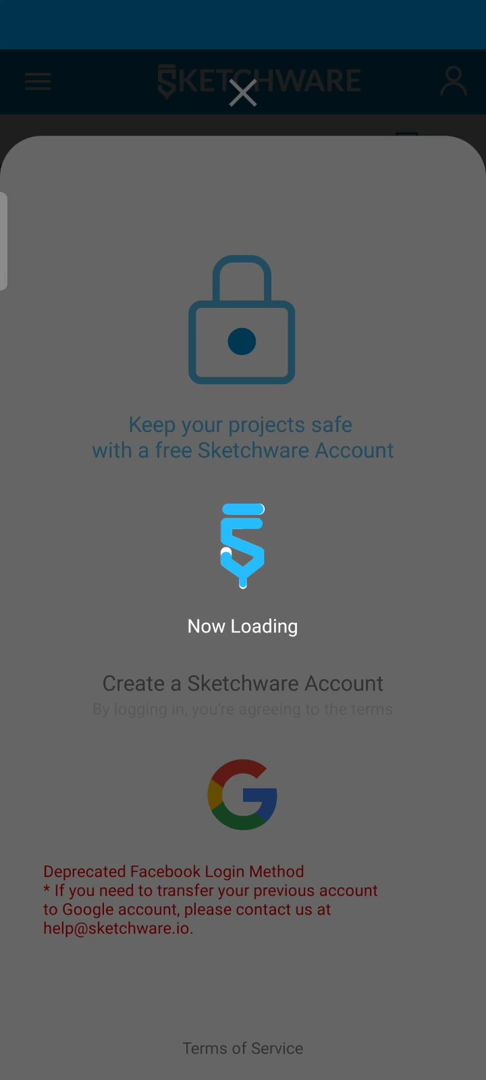 SKETCHWARE
Keep your projects safe
with a free Sketchware Account
Now Loading
Create a Sketchware Account
By logging in, you're agreeing to the terms
Deprecated Facebook Login Method
* If you need to transfer your previous account
to Google account, please contact us at
help@sketchware.io.
Terms of Service